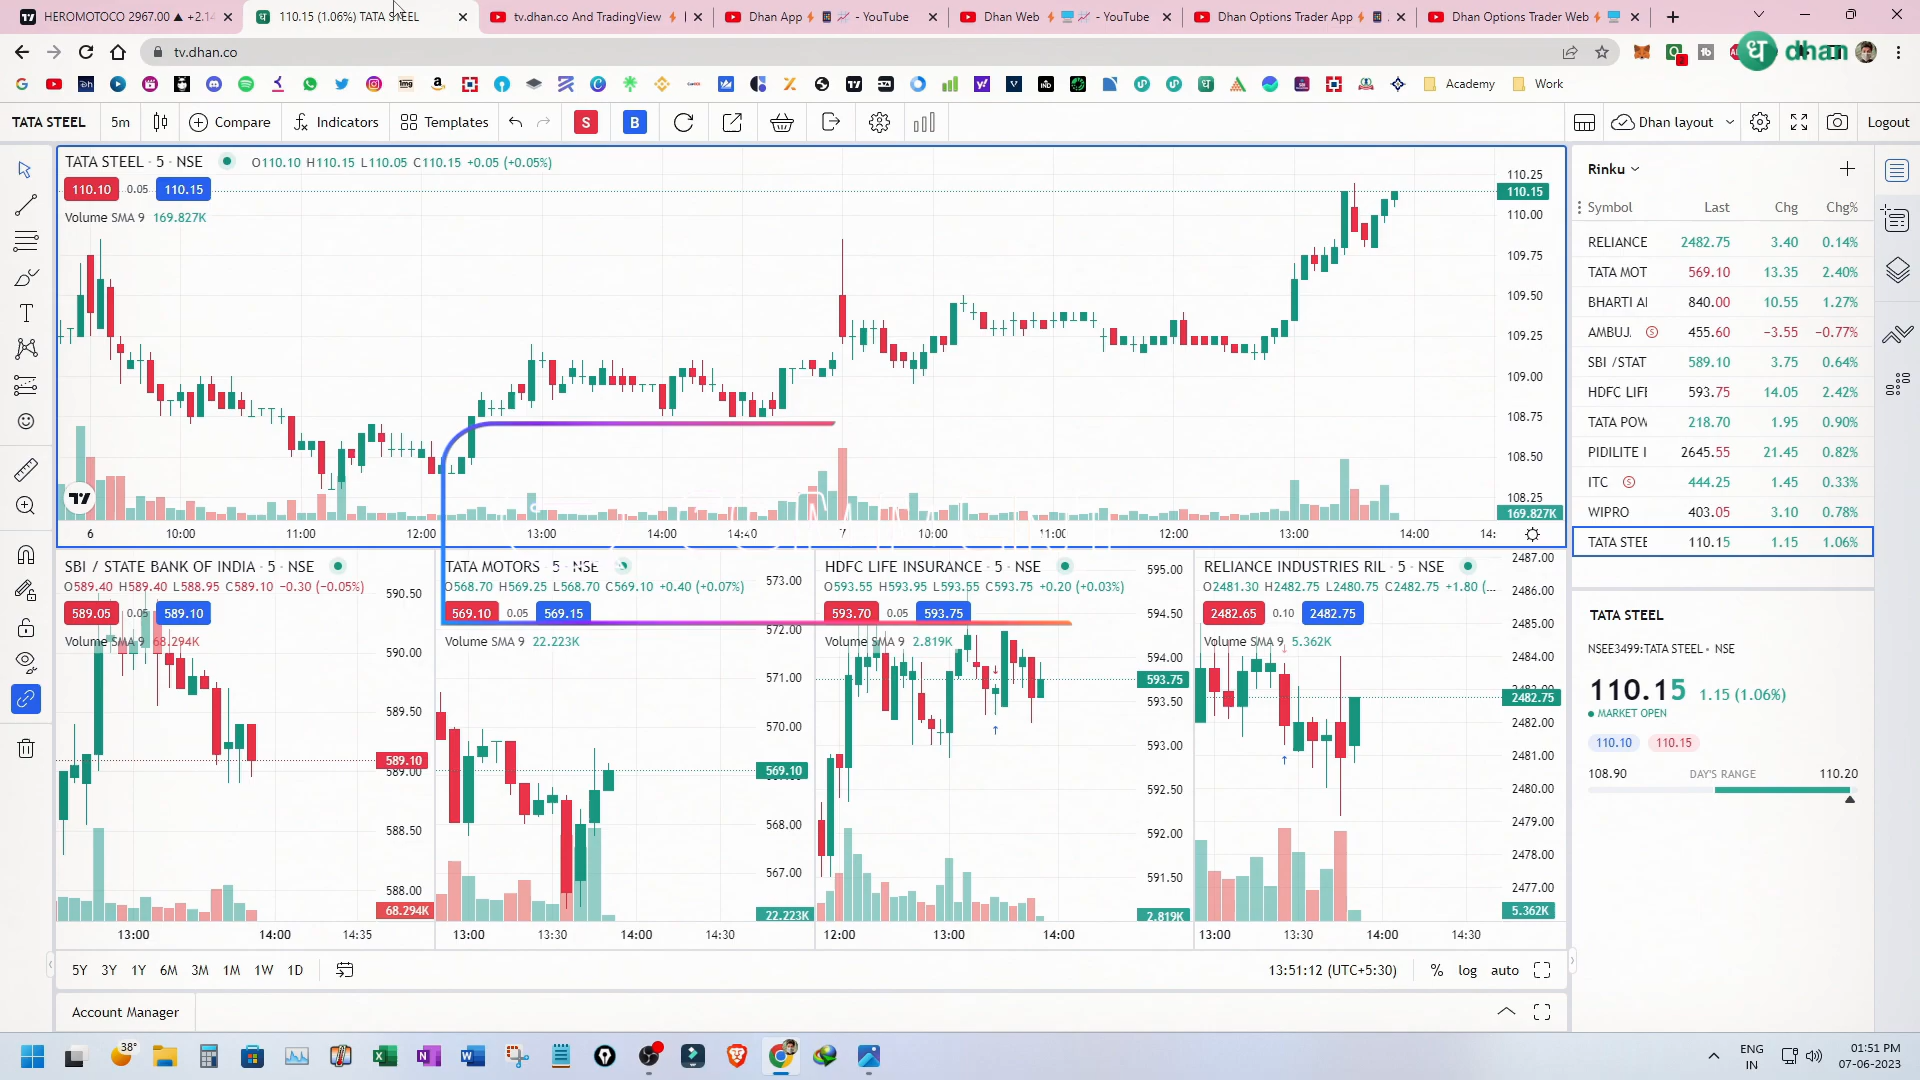 HEROMOTOCO 2967.00 ▲ +2.1
110.15 (1.06%) TATA STEEL
tv.dhan.co And TradingView
Dhan App - YouTube
Dhan Web - YouTube
Dhan Options Trader App
Dhan Options Trader Web
tv.dhan.co
ध dhan
Academy
Work
TATA STEEL
5m
Compare
Indicators
Templates
S
B
Dhan layout
Logout
TATA STEEL · 5 · NSE
O110.10 H110.15 L110.05 C110.15 +0.05 (+0.05%)
110.10 0.05 110.15
Volume SMA 9 169.827K
110.25
110.15
110.00
109.75
109.50
109.25
109.00
108.75
108.50
108.25
169.827K
6 10:00 11:00 12:00 13:00 14:00 14:40 7 10:00 11:00 12:00 13:00 14:00 14:
SBI / STATE BANK OF INDIA · 5 · NSE
O589.40 H589.40 L588.95 C589.10 −0.30 (−0.05%)
589.05 0.05 589.10
Volume SMA 9 68.294K
590.50
590.00
589.50
589.10
589.00
588.50
588.00
68.294K
13:00 14:00 14:35
TATA MOTORS · 5 · NSE
O568.70 H569.25 L568.70 C569.10 +0.40 (+0.07%)
569.10 0.05 569.15
Volume SMA 9 22.223K
573.00
572.00
571.00
570.00
569.10
568.00
567.00
22.223K
13:00 13:30 14:00 14:30
HDFC LIFE INSURANCE · 5 · NSE
O593.55 H593.95 L593.55 C593.75 +0.20 (+0.03%)
593.70 0.05 593.75
Volume SMA 9 2.819K
595.00
594.50
594.00
593.75
593.50
593.00
592.50
592.00
591.50
2.819K
12:00 13:00 14:00
RELIANCE INDUSTRIES RIL · 5 · NSE
O2481.30 H2482.75 L2480.75 C2482.75 +1.80 (...
2482.65 0.10 2482.75
Volume SMA 9 5.362K
2487.00
2486.00
2485.00
2484.00
2483.00
2482.75
2482.00
2481.00
2480.00
2479.00
2478.00
2477.00
5.362K
13:00 13:30 14:00 14:30
5Y 3Y 1Y 6M 3M 1M 1W 1D
13:51:12 (UTC+5:30)
% log auto
Account Manager
Rinku
Symbol Last Chg Chg%
RELIANCE 2482.75 3.40 0.14%
TATA MOT 569.10 13.35 2.40%
BHARTI AI 840.00 10.55 1.27%
AMBUJ. S 455.60 −3.55 −0.77%
SBI /STAT 589.10 3.75 0.64%
HDFC LIFE 593.75 14.05 2.42%
TATA POW 218.70 1.95 0.90%
PIDILITE I 2645.55 21.45 0.82%
ITC S 444.25 1.45 0.33%
WIPRO 403.05 3.10 0.78%
TATA STEE 110.15 1.15 1.06%
TATA STEEL
NSEE3499:TATA STEEL • NSE
110.15 1.15 (1.06%)
MARKET OPEN
110.10 110.15
108.90 DAY'S RANGE 110.20
38°
ENG
IN
01:51 PM
07-06-2023